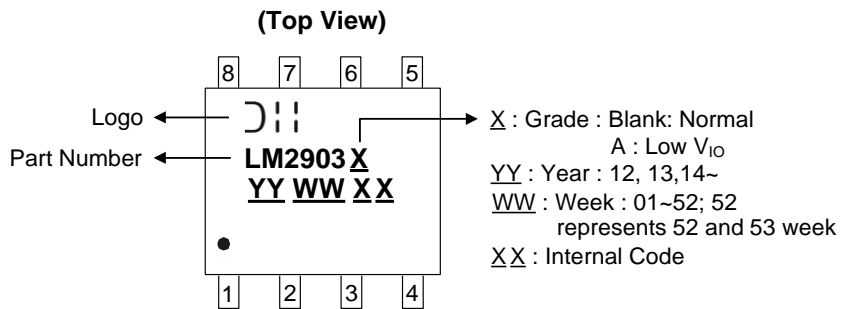 (Top View)
8 7 6 5
Logo
Part Number
LM2903 X
YY WW X X
X : Grade : Blank: Normal
A : Low VIO
YY : Year : 12, 13,14~
WW : Week : 01~52; 52
represents 52 and 53 week
X X : Internal Code
1 2 3 4